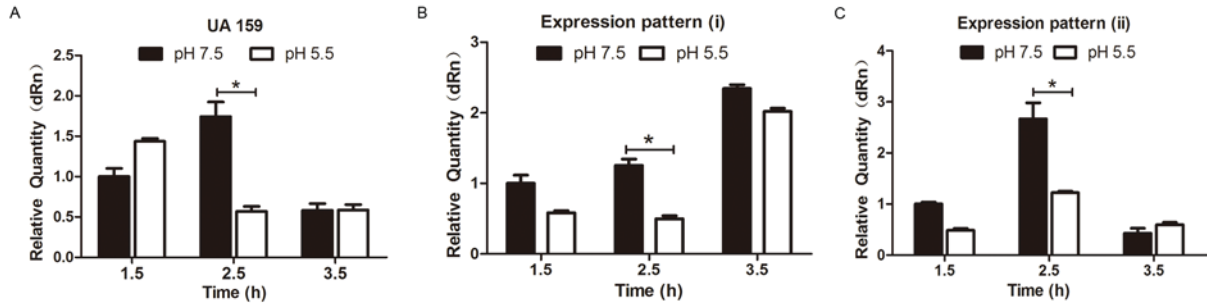 A
UA 159
pH 7.5 pH 5.5
Relative Quantity (dRn)
2.5
2.0
1.5
1.0
0.5
0.0
*
1.5 2.5 3.5
Time (h)
B
Expression pattern (i)
pH 7.5 pH 5.5
Relative Quantity (dRn)
3
2
1
0
*
1.5 2.5 3.5
Time (h)
C
Expression pattern (ii)
pH 7.5 pH 5.5
Relative Quantity (dRn)
4
3
2
1
0
*
1.5 2.5 3.5
Time (h)